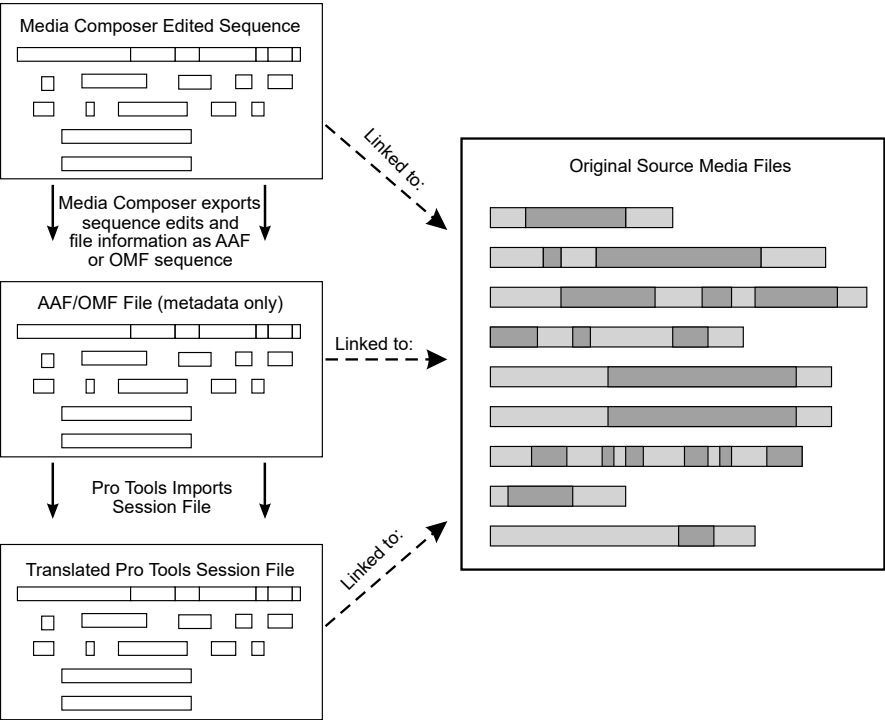 Media Composer Edited Sequence
Linked to:
Original Source Media Files
Media Composer exports
sequence edits and
file information as AAF
or OMF sequence
AAF/OMF File (metadata only)
Linked to:
Pro Tools Imports
Session File
Linked to:
Translated Pro Tools Session File